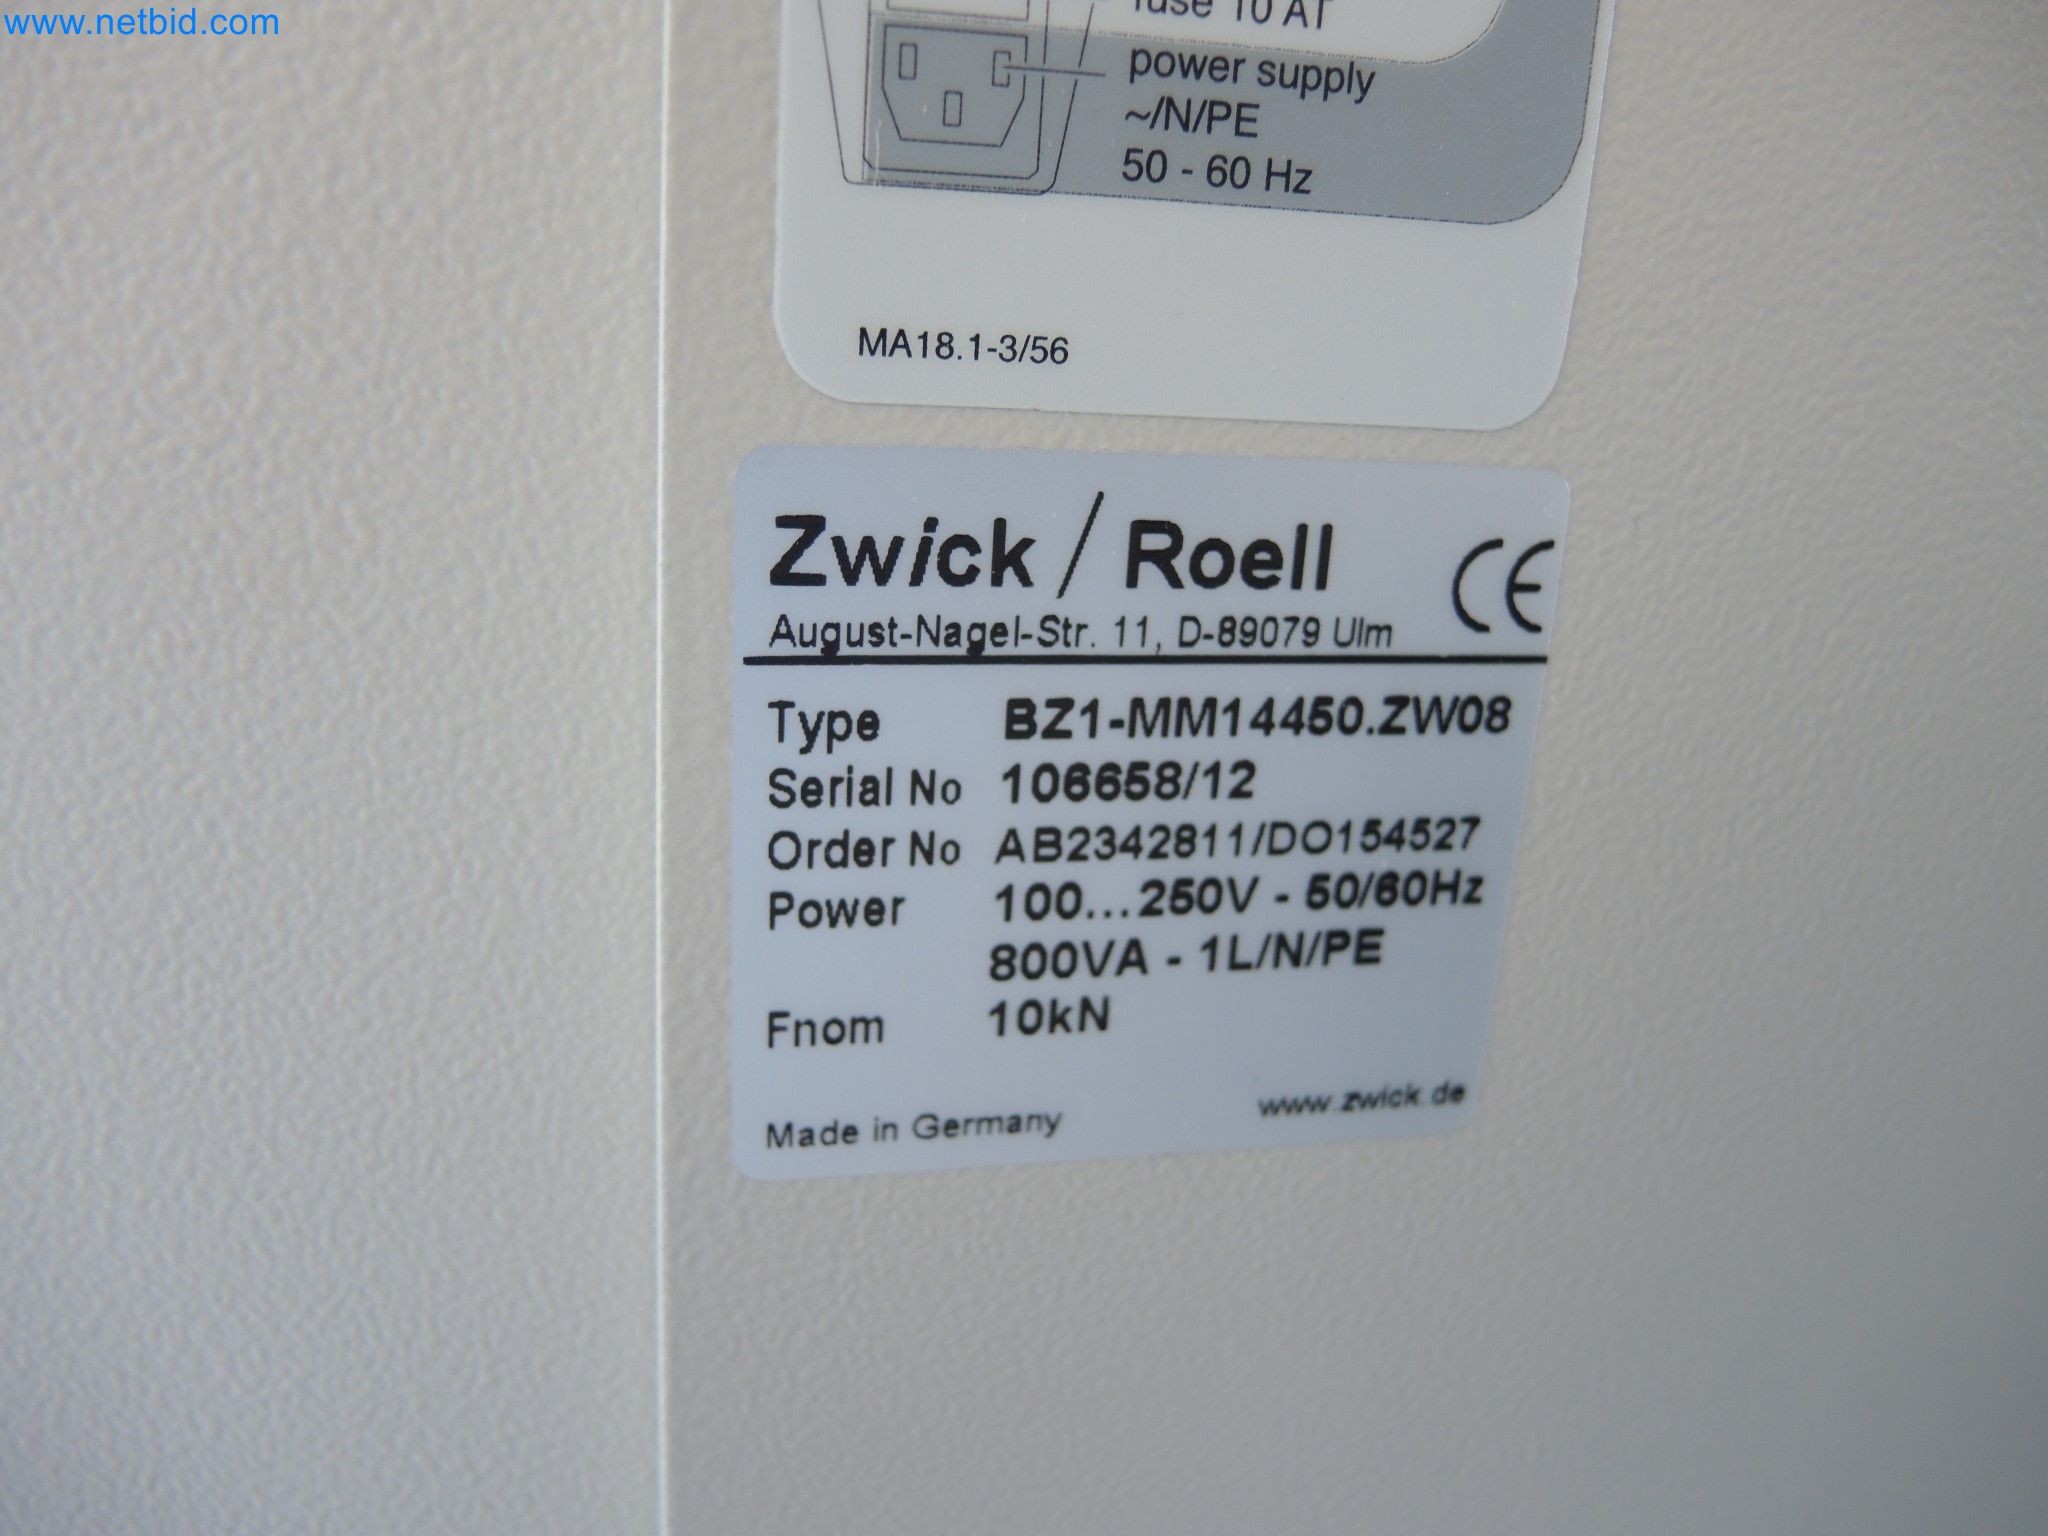 www.netbid.com
fuse 10 AT
power supply
~/N/PE
50 - 60 Hz
MA18.1-3/56
Zwick / Roell CE
August-Nagel-Str. 11, D-89079 Ulm
Type BZ1-MM14450.ZW08
Serial No 106658/12
Order No AB2342811/DO154527
Power 100...250V - 50/60Hz
800VA - 1L/N/PE
Fnom 10kN
Made in Germany www.zwick.de